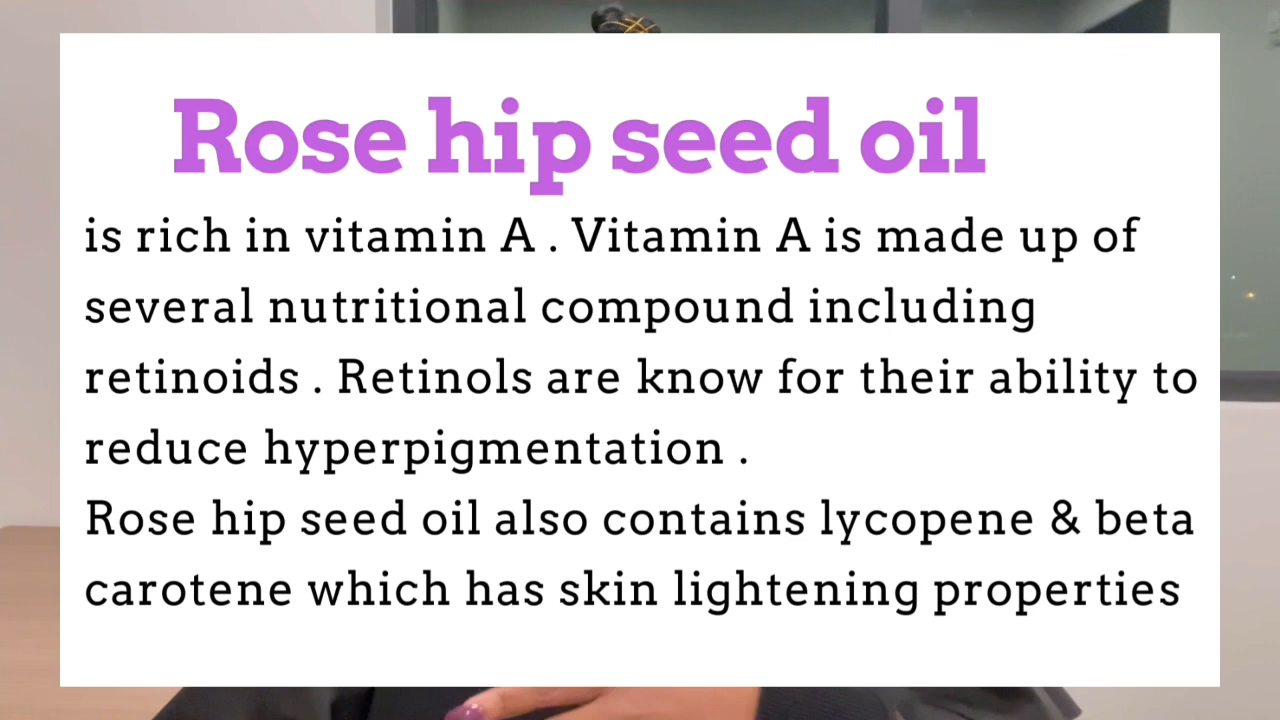 Rose hip seed oil
is rich in vitamin A . Vitamin A is made up of
several nutritional compound including
retinoids . Retinols are know for their ability to
reduce hyperpigmentation .
Rose hip seed oil also contains lycopene & beta
carotene which has skin lightening properties